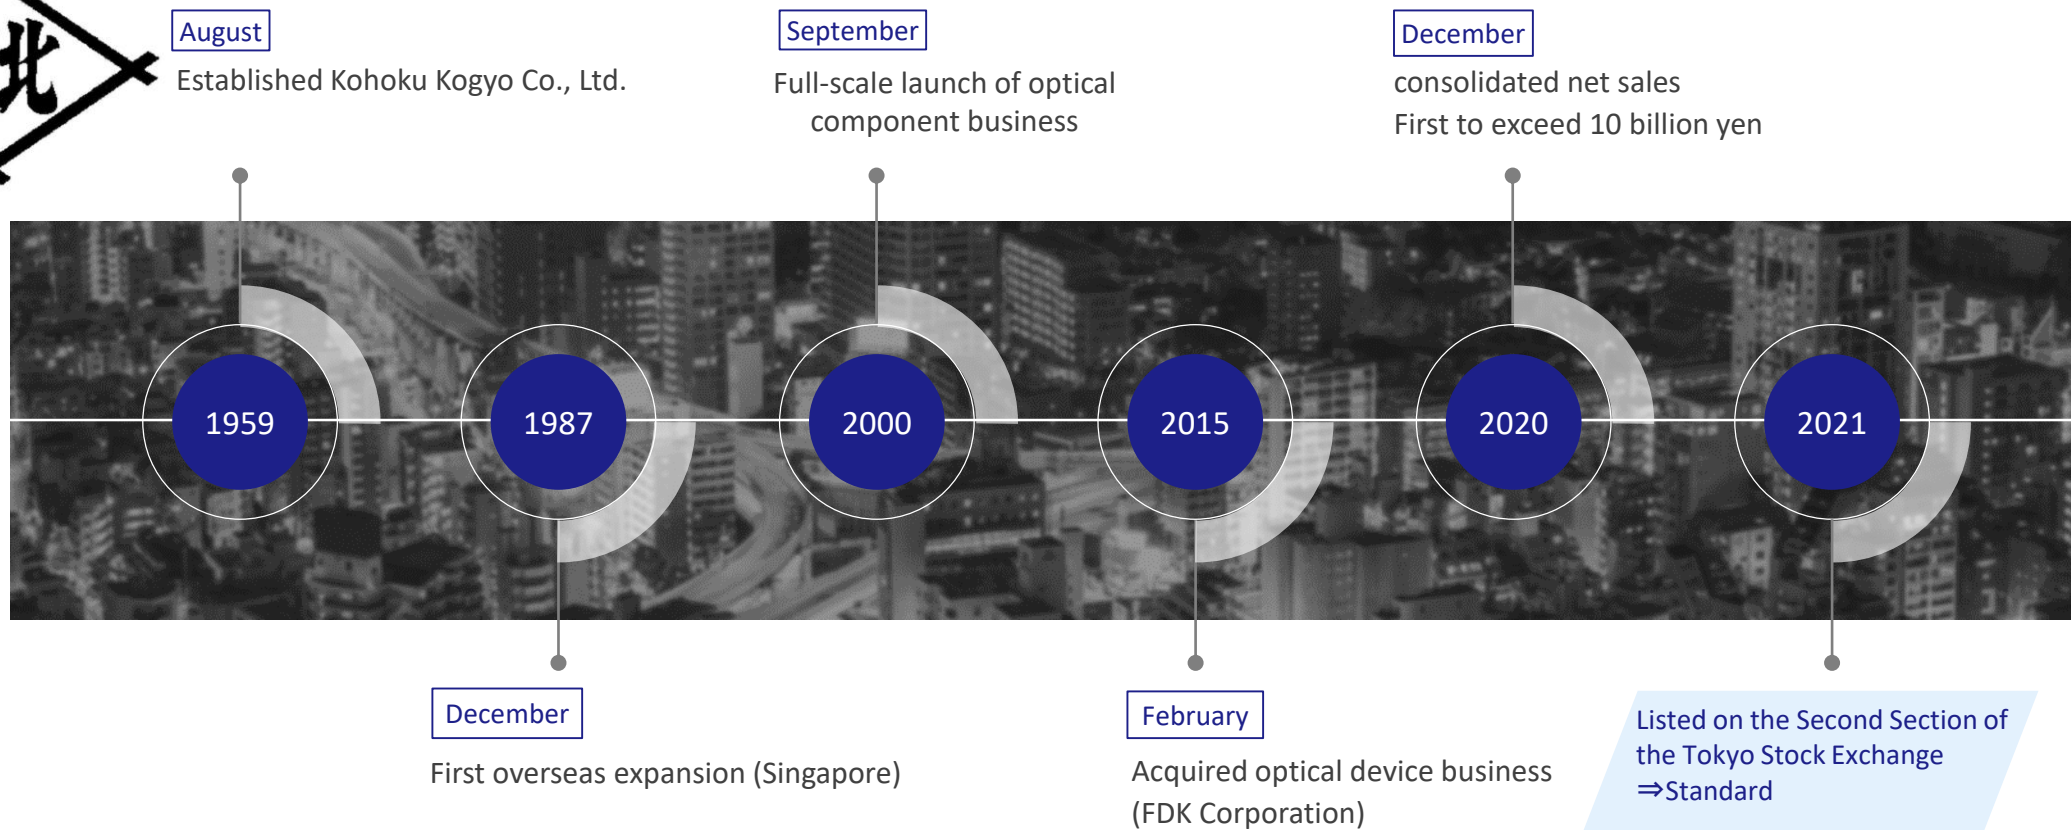 北
August
Established Kohoku Kogyo Co., Ltd.
September
Full-scale launch of optical
component business
December
consolidated net sales
First to exceed 10 billion yen
1959
1987
2000
2015
2020
2021
December
First overseas expansion (Singapore)
February
Acquired optical device business
(FDK Corporation)
Listed on the Second Section of
the Tokyo Stock Exchange
⇒Standard